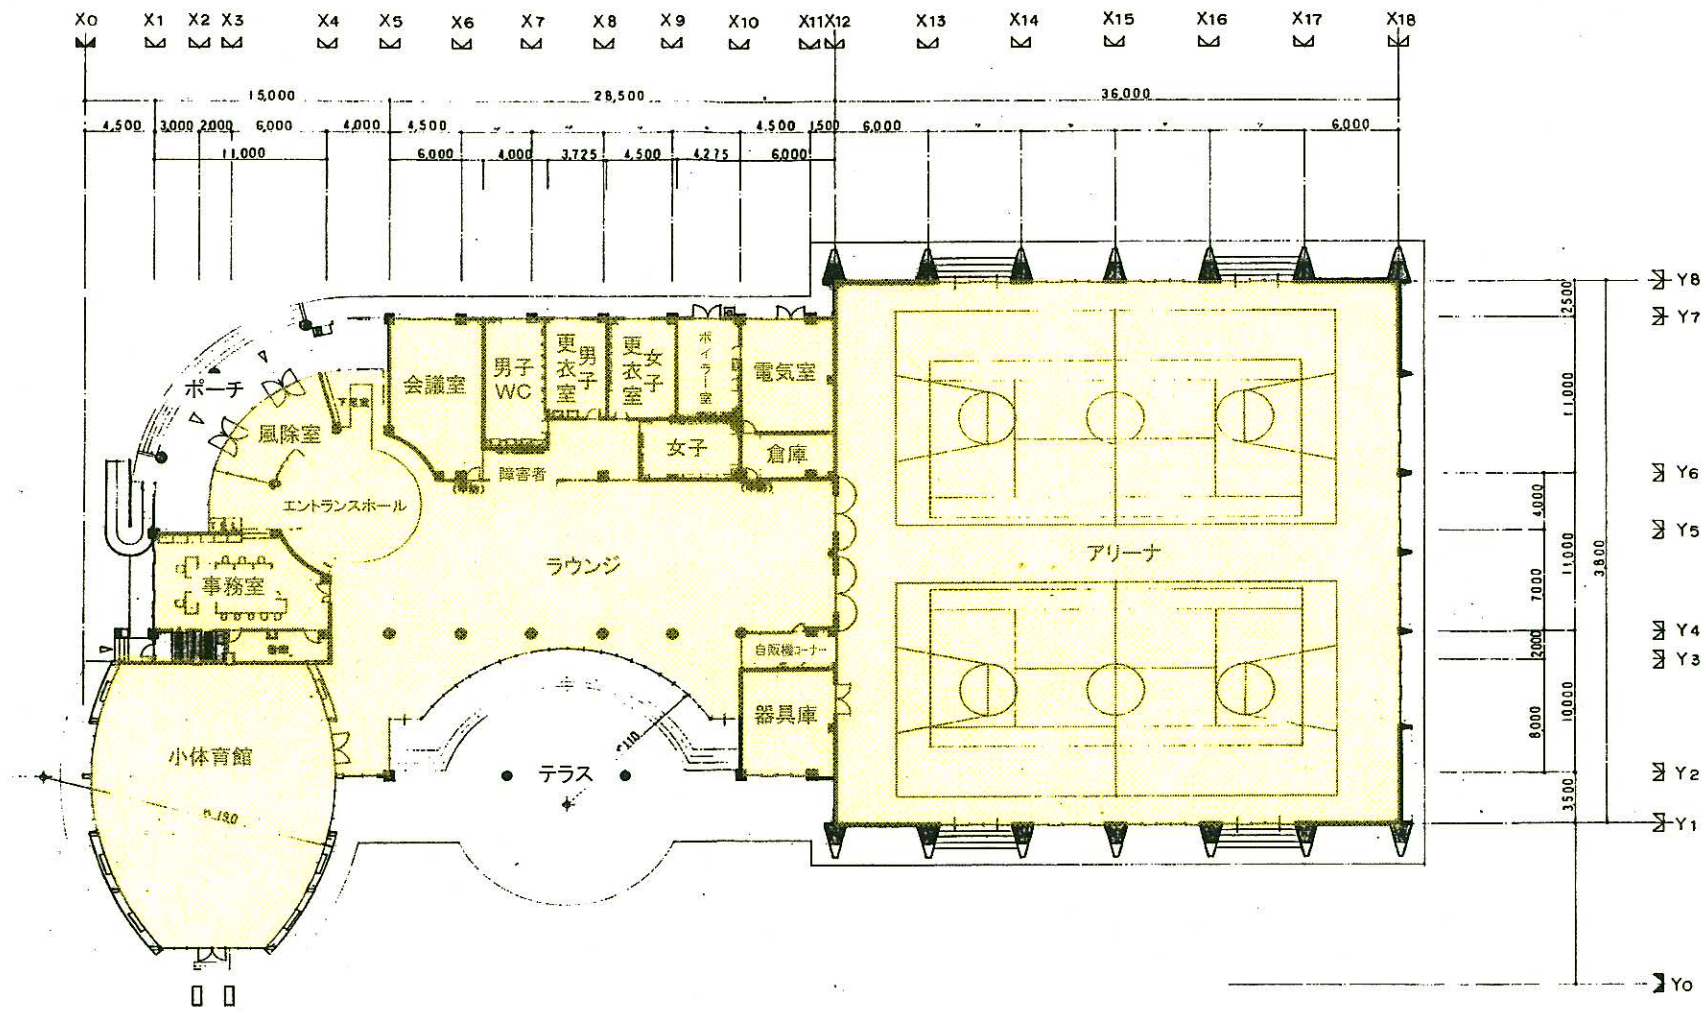 X0 X1 X2 X3 X4 X5 X6 X7 X8 X9 X10 X11 X12 X13 X14 X15 X16 X17 X18
15,000 28,500 36,000
4,500 3,000 2,000 6,000 4,000 4,500 〃 〃 〃 〃 4,500 1,500 6,000 〃 〃 〃 〃 6,000
11,000 6,000 4,000 3,725 4,500 4,275 6,000
Y8
2,500
Y7
ポーチ
風除室
会議室
男子
WC
男子
更衣室
女子
更衣室
ボイラー室
電気室
11,000
女子
倉庫
障害者
Y6
エントランスホール
4,000
Y5
ラウンジ
アリーナ
事務室
11,000
3,800
7,000
Y4
自販機コーナー
2,000
Y3
器具庫
小体育館
テラス
10,000
8,000
Y2
3,500
Y1
Y0